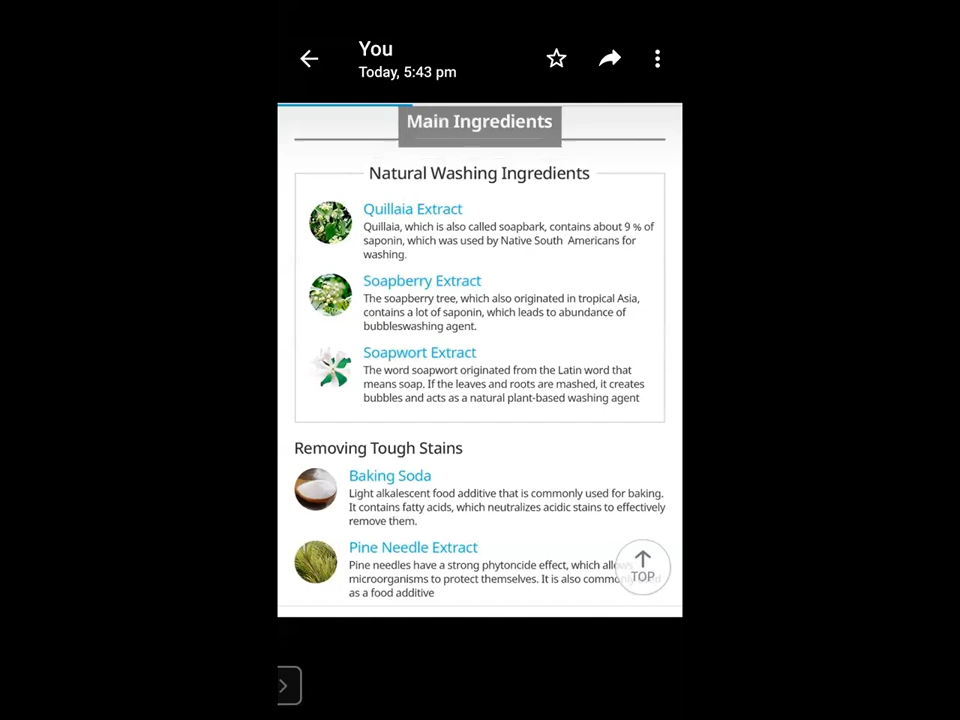 You
Today, 5:43 pm
Main Ingredients
Natural Washing Ingredients
Quillaia Extract
Quillaia, which is also called soapbark, contains about 9 % of
saponin, which was used by Native South Americans for
washing.
Soapberry Extract
The soapberry tree, which also originated in tropical Asia,
contains a lot of saponin, which leads to abundance of
bubbleswashing agent.
Soapwort Extract
The word soapwort originated from the Latin word that
means soap. If the leaves and roots are mashed, it creates
bubbles and acts as a natural plant-based washing agent
Removing Tough Stains
Baking Soda
Light alkalescent food additive that is commonly used for baking.
It contains fatty acids, which neutralizes acidic stains to effectively
remove them.
Pine Needle Extract
Pine needles have a strong phytoncide effect, which allows
microorganisms to protect themselves. It is also commonly used
as a food additive
TOP